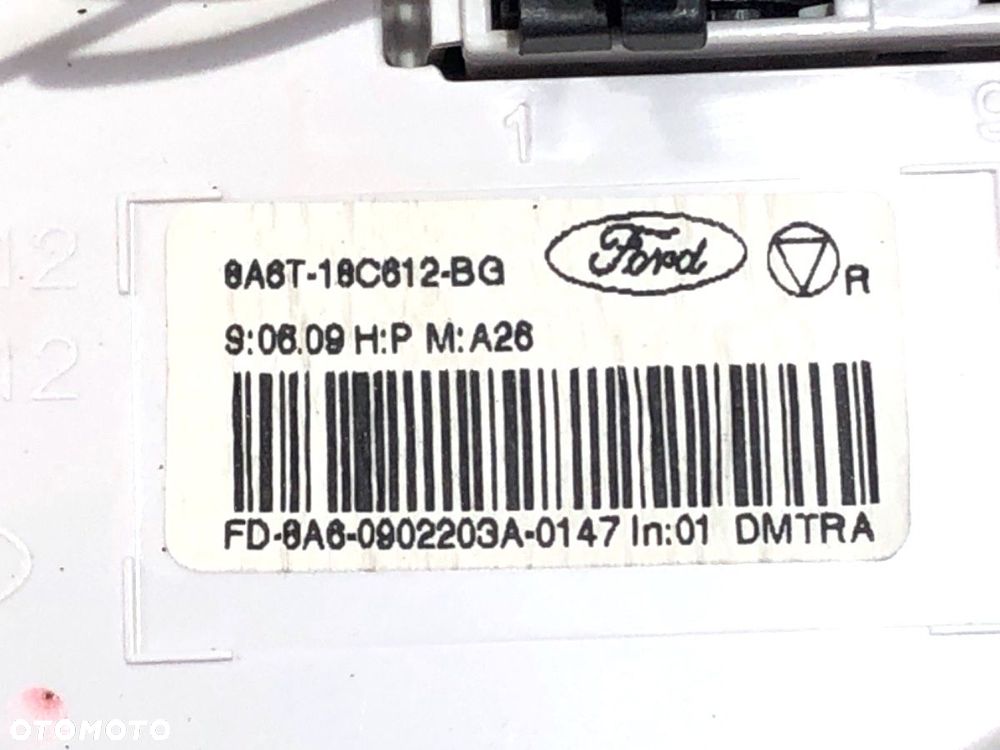 1
9
12
12
8A6T-18C612-BG
Ford
R
S:06.09 H:P M:A26
FD-8A6-0902203A-0147 In:01 DMTRA
OTOMOTO